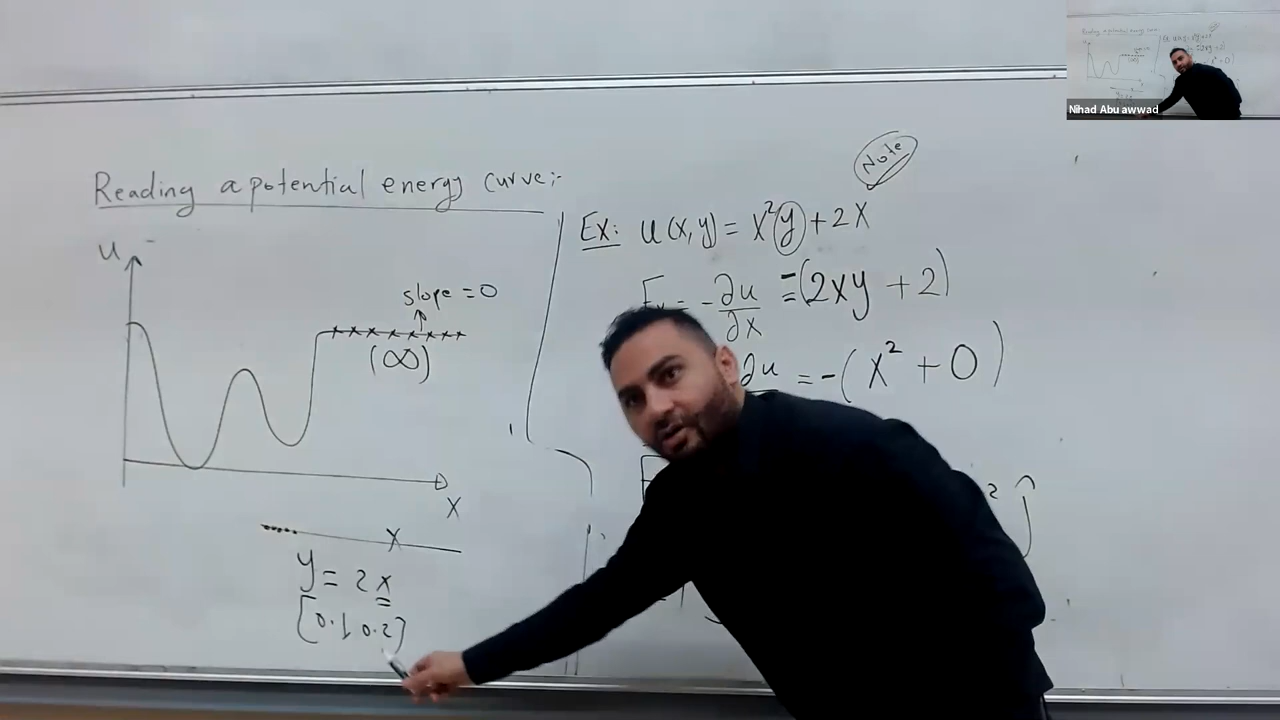 Reading a potential energy curve:-
U
slope = 0
(∞)
X
X
y = 2x
[0.1 0.2]
Note
Ex: U(x,y) = x²y + 2x
= -∂u/∂x = -(2xy + 2)
∂u = -(x² + 0)
² ĵ
Nihad Abu awwad